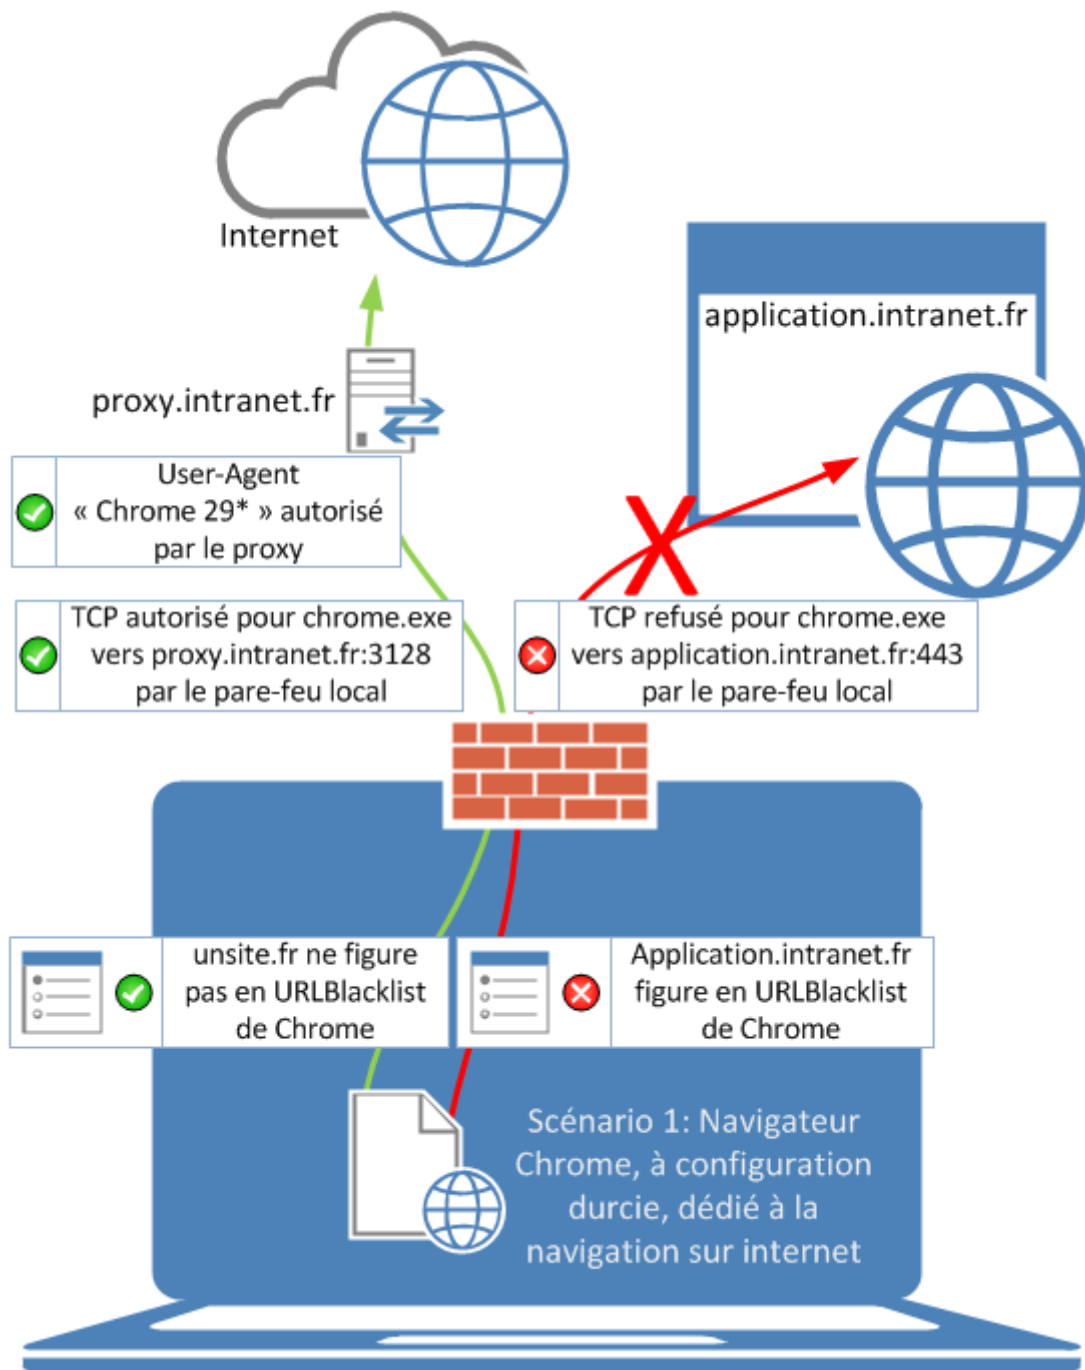 Internet
application.intranet.fr
proxy.intranet.fr
User-Agent
« Chrome 29* » autorisé
par le proxy
TCP autorisé pour chrome.exe
vers proxy.intranet.fr:3128
par le pare-feu local
TCP refusé pour chrome.exe
vers application.intranet.fr:443
par le pare-feu local
unsite.fr ne figure
pas en URLBlacklist
de Chrome
Application.intranet.fr
figure en URLBlacklist
de Chrome
Scénario 1: Navigateur
Chrome, à configuration
durcie, dédié à la
navigation sur internet